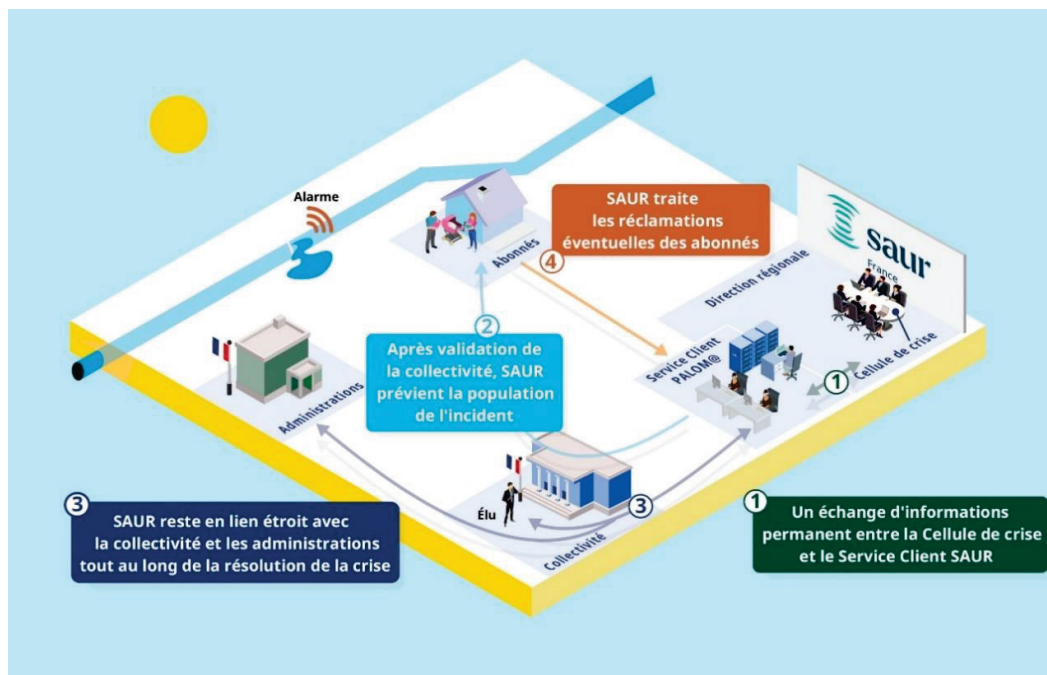 Alarme
Abonnés
4
SAUR traite
les réclamations
éventuelles des abonnés
saur
France
Direction régionale
Cellule de crise
Service Client
PALOM@
1
2
Après validation de
la collectivité, SAUR
prévient la population
de l'incident
Administrations
Élu
Collectivité
3
3
SAUR reste en lien étroit avec
la collectivité et les administrations
tout au long de la résolution de la crise
1
Un échange d'informations
permanent entre la Cellule de crise
et le Service Client SAUR